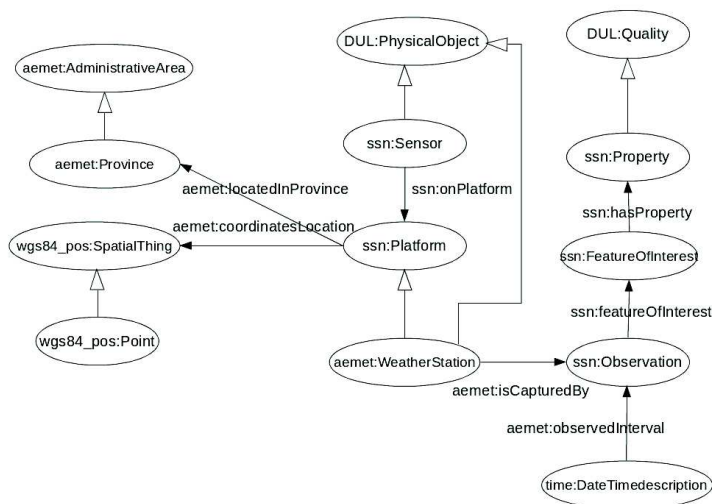 DUL:PhysicalObject
DUL:Quality
aemet:AdministrativeArea
ssn:Sensor
ssn:Property
aemet:Province
aemet:locatedInProvince
ssn:onPlatform
ssn:hasProperty
aemet:coordinatesLocation
wgs84_pos:SpatialThing
ssn:Platform
ssn:FeatureOfInterest
ssn:featureOfInterest
wgs84_pos:Point
aemet:WeatherStation
ssn:Observation
aemet:isCapturedBy
aemet:observedInterval
time:DateTimedescription